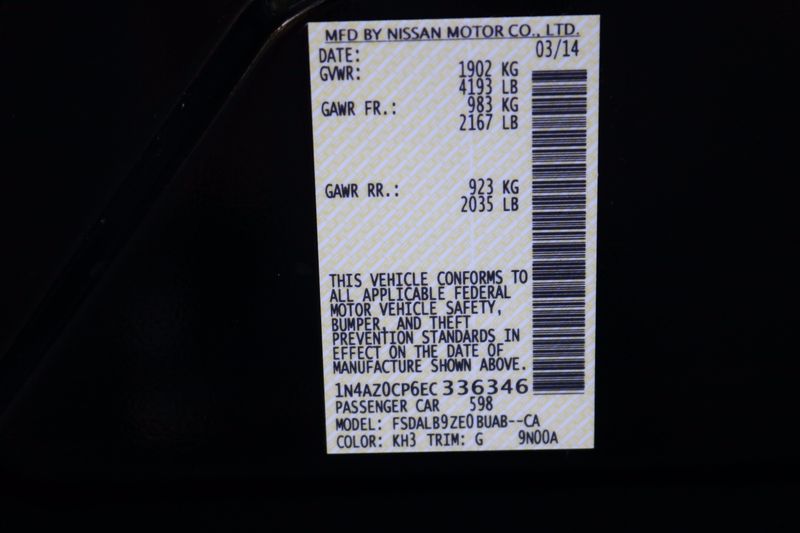 MFD BY NISSAN MOTOR CO., LTD.
DATE: 03/14
GVWR: 1902 KG
4193 LB
GAWR FR.: 983 KG
2167 LB
GAWR RR.: 923 KG
2035 LB
THIS VEHICLE CONFORMS TO
ALL APPLICABLE FEDERAL
MOTOR VEHICLE SAFETY,
BUMPER, AND THEFT
PREVENTION STANDARDS IN
EFFECT ON THE DATE OF
MANUFACTURE SHOWN ABOVE.
1N4AZ0CP6EC336346
PASSENGER CAR 598
MODEL: FSDALB9ZE0BUAB--CA
COLOR: KH3 TRIM: G 9N00A